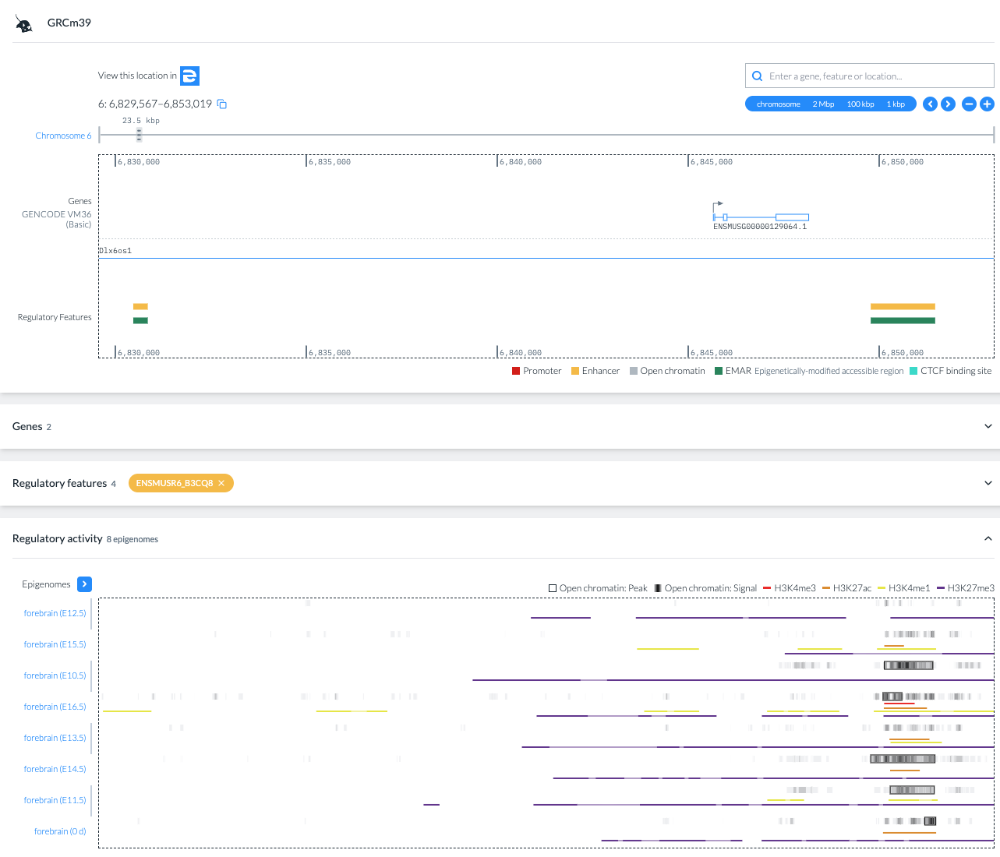 GRCm39
View this location in
Enter a gene, feature or location...
6: 6,829,567–6,853,019
chromosome 2 Mbp 100 kbp 1 kbp
23.5 kbp
Chromosome 6
6,830,000 6,835,000 6,840,000 6,845,000 6,850,000
Genes
GENCODE VM36
(Basic)
ENSMUSG00000129064.1
Dlx6os1
Regulatory Features
6,830,000 6,835,000 6,840,000 6,845,000 6,850,000
Promoter Enhancer Open chromatin EMAR Epigenetically-modified accessible region CTCF binding site
Genes 2
Regulatory features 4 ENSMUSR6_B3CQ8
Regulatory activity 8 epigenomes
Epigenomes
Open chromatin: Peak Open chromatin: Signal H3K4me3 H3K27ac H3K4me1 H3K27me3
forebrain (E12.5)
forebrain (E15.5)
forebrain (E10.5)
forebrain (E16.5)
forebrain (E13.5)
forebrain (E14.5)
forebrain (E11.5)
forebrain (0 d)